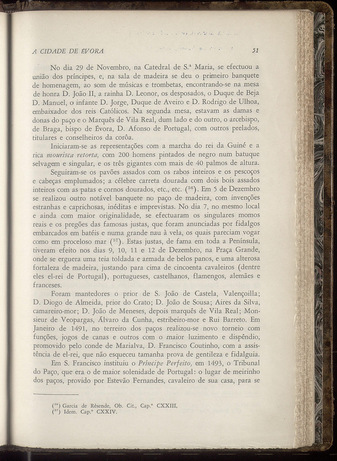 A CIDADE DE EVORA
51
No dia 29 de Novembro, na Catedral de S.ª Maria, se efectuou a
união dos príncipes, e, na sala de madeira se deu o primeiro banquete
de homenagem, ao som de músicas e trombetas, encontrando-se na mesa
de honra D. João II, a rainha D. Leonor, os desposados, o Duque de Beja
D. Manoel, o infante D. Jorge, Duque de Aveiro e D. Rodrigo de Ulhoa,
embaixador dos reis Católicos. Na segunda mesa, estavam as damas e
donas do paço e o Marquês de Vila Real, dum lado e do outro, o arcebispo,
de Braga, bispo de Évora, D. Afonso de Portugal, com outros prelados,
titulares e conselheiros da corôa.
Iniciaram-se as representações com a marcha do rei da Guiné e a
rica mourisca retorta, com 200 homens pintados de negro num batuque
selvagem e singular, e os três gigantes com mais de 40 palmos de altura.
Seguiram-se os pavões assados com os rabos inteiros e os pescoços
e cabeças emplumados; a célebre carreta dourada com dois bois assados
inteiros com as patas e cornos dourados, etc., etc. (³⁴). Em 5 de Dezembro
se realizou outro notável banquete no paço de madeira, com invenções
estranhas e caprichosas, inéditas e imprevistas. No dia 7, no mesmo local
e ainda com maior originalidade, se efectuaram os singulares momos
reais e os pregões das famosas justas, que foram anunciadas por fidalgos
embarcados em batéis e numa grande nau à vela, os quais pareciam vogar
como em proceloso mar (³⁵). Estas justas, de fama em toda a Península,
tiveram efeito nos dias 9, 10, 11 e 12 de Dezembro, na Praça Grande,
onde se erguera uma teia toldada e armada de belos panos, e uma alterosa
fortaleza de madeira, justando para cima de cinconta cavaleiros (dentre
eles el-rei de Portugal), portugueses, castelhanos, flamengos, alemães e
franceses.
Foram mantedores o prior de S. João de Castela, Valençuilla;
D. Diogo de Almeida, prior do Crato; D. João de Sousa; Aires da Silva,
camareiro-mor; D. João de Meneses, depois marquês de Vila Real; Mon-
sieur de Veopargas, Álvaro da Cunha, estribeiro-mor e Rui Barreto. Em
Janeiro de 1491, no terreiro dos paços realizou-se novo torneio com
funções, jogos de canas e outros com o maior luzimento e dispêndio,
promovido pelo conde de Marialva, D. Francisco Coutinho, com a assis-
tência de el-rei, que não esqueceu tamanha prova de gentileza e fidalguia.
Em S. Francisco instituiu o Príncipe Perfeito, em 1493, o Tribunal
do Paço, que era o de maior solenidade de Portugal: o lugar de meirinho
dos paços, provido por Estevão Fernandes, cavaleiro de sua casa, para se
Garcia de Rèsende, Ob. Cit., Cap.º CXXIII.
Idem. Cap.º CXXIV.